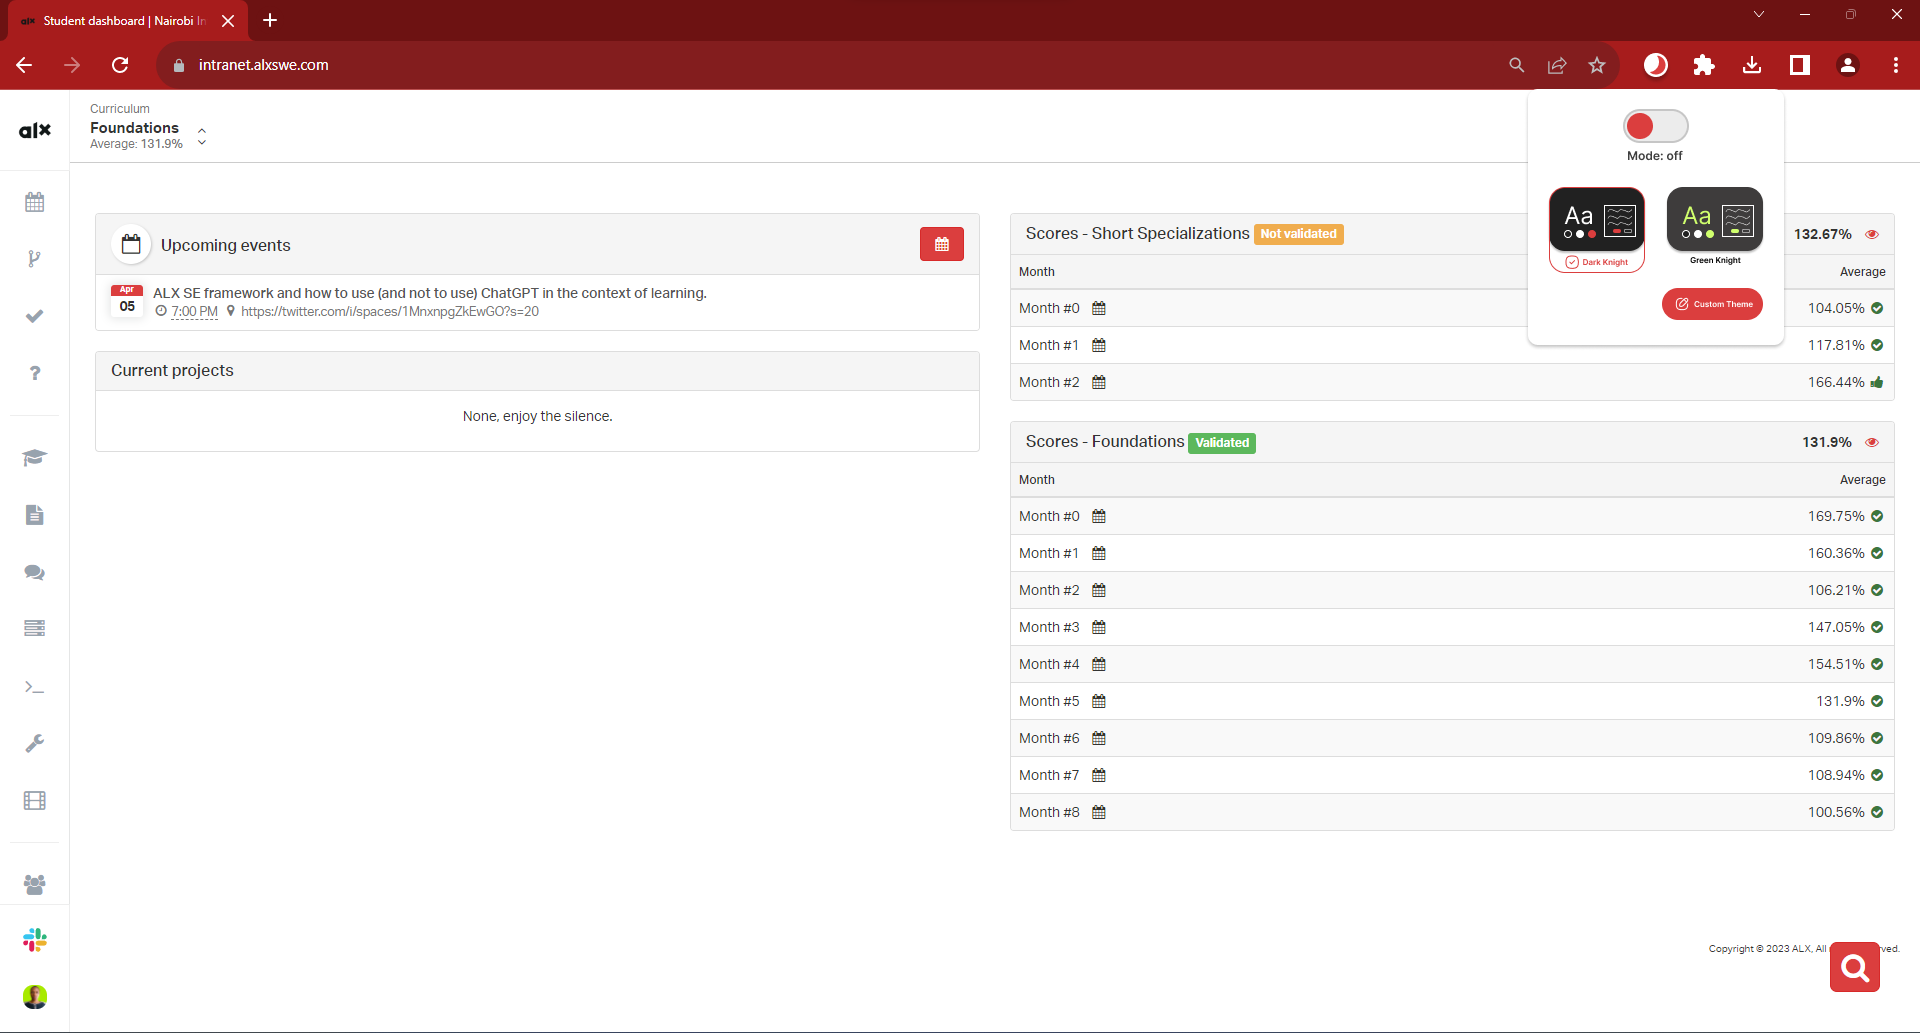 alx Student dashboard | Nairobi In
intranet.alxswe.com
alx
Curriculum
Foundations
Average: 131.9%
Mode: off
Aa
Aa
Dark Knight
Green Knight
Custom Theme
Upcoming events
Apr
05
ALX SE framework and how to use (and not to use) ChatGPT in the context of learning.
7:00 PM https://twitter.com/i/spaces/1MnxnpgZkEwGO?s=20
Current projects
None, enjoy the silence.
Scores - Short Specializations Not validated 132.67%
Month Average
Month #0 104.05%
Month #1 117.81%
Month #2 166.44%
Scores - Foundations Validated 131.9%
Month Average
Month #0 169.75%
Month #1 160.36%
Month #2 106.21%
Month #3 147.05%
Month #4 154.51%
Month #5 131.9%
Month #6 109.86%
Month #7 108.94%
Month #8 100.56%
Copyright © 2023 ALX, All rved.